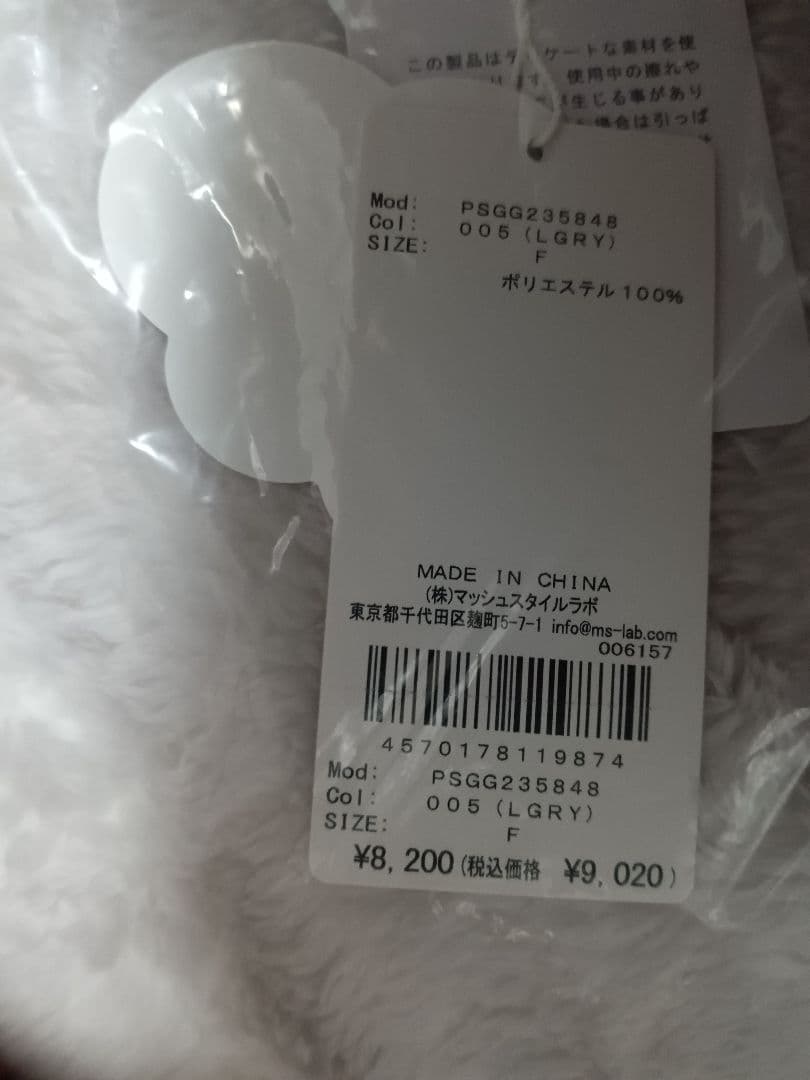 この製品はデ ケートな素材を使
ります 使用中の擦れや
生じる事があり
場合は引っぱ
Mod: PSGG235848
Col: 005 (LGRY)
SIZE: F
ポリエステル100%
MADE IN CHINA
(株)マッシュスタイルラボ
東京都千代田区麹町5-7-1 info@ms-lab.com
006157
4570178119874
Mod: PSGG235848
Col: 005 (LGRY)
SIZE: F
¥8,200(税込価格 ¥9,020)